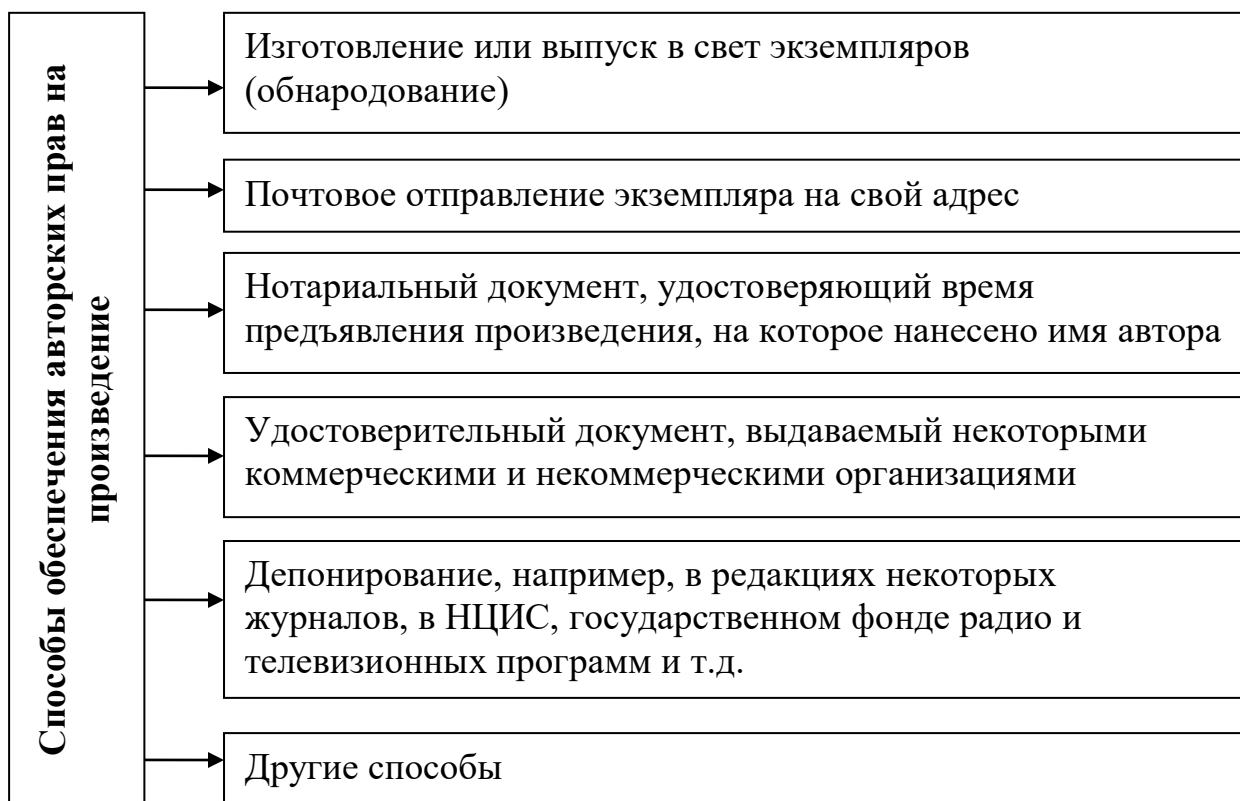 Способы обеспечения авторских прав на
произведение
Изготовление или выпуск в свет экземпляров
(обнародование)
Почтовое отправление экземпляра на свой адрес
Нотариальный документ, удостоверяющий время
предъявления произведения, на которое нанесено имя автора
Удостоверительный документ, выдаваемый некоторыми
коммерческими и некоммерческими организациями
Депонирование, например, в редакциях некоторых
журналов, в НЦИС, государственном фонде радио и
телевизионных программ и т.д.
Другие способы